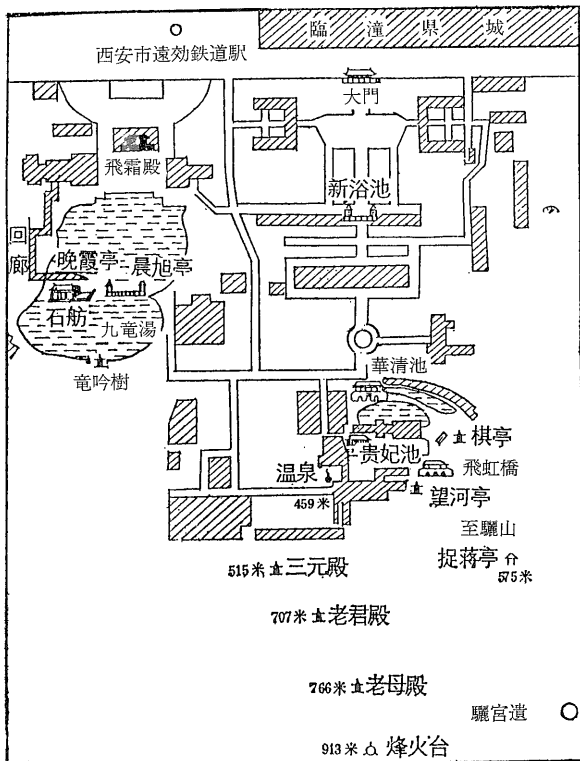 臨潼県城
西安市遠効鉄道駅
大門
飛霜殿
新浴池
回廊
晩霞亭
晨旭亭
石舫
九竜湯
竜吟樹
華清池
棋亭
贵妃池
飛虹橋
温泉
望河亭
459米
至驪山
捉蒋亭
575米
515米 三元殿
707米 老君殿
766米 老母殿
驪宮遺
913米 烽火台